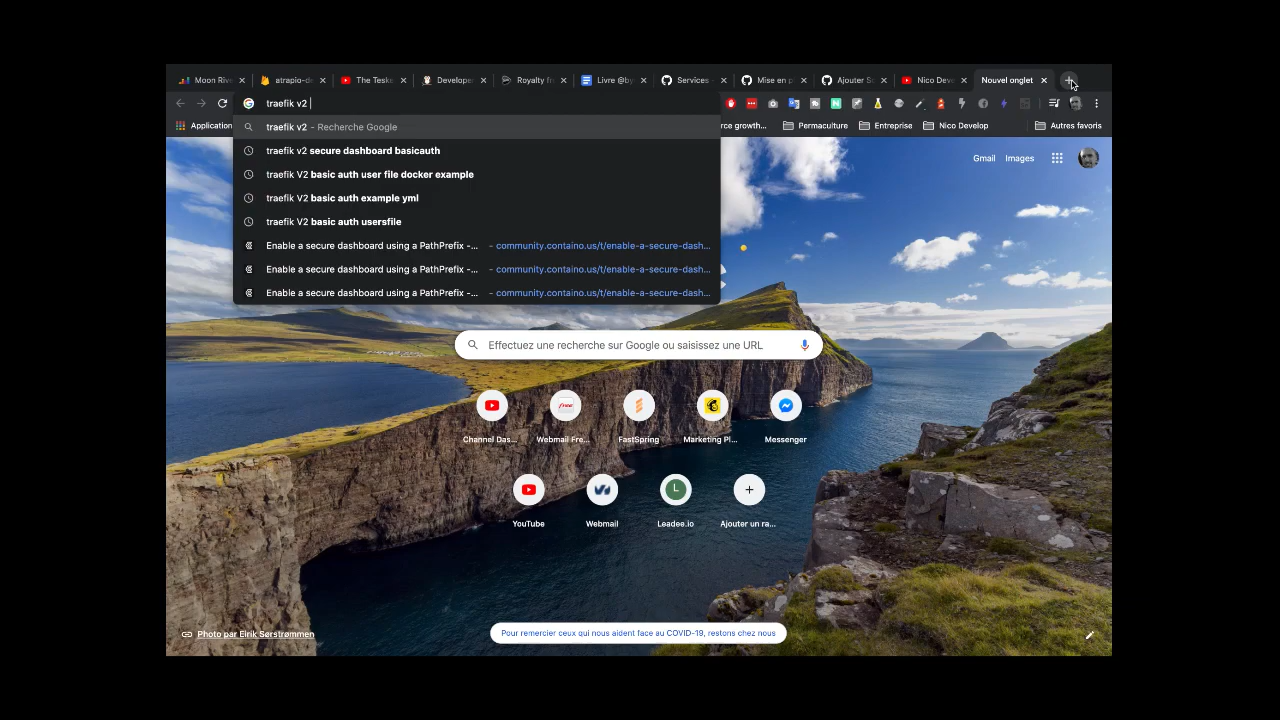 Moon Rive
atrapio-de
The Teske
Developer
Royalty fr
Livre @by
Services -
Mise en p
Ajouter Sc
Nico Deve
Nouvel onglet
traefik v2
Application
rce growth...
Permaculture
Entreprise
Nico Develop
Autres favoris
traefik v2 - Recherche Google
traefik v2 secure dashboard basicauth
traefik V2 basic auth user file docker example
traefik V2 basic auth example yml
traefik V2 basic auth usersfile
Enable a secure dashboard using a PathPrefix -... - community.containo.us/t/enable-a-secure-dash...
Enable a secure dashboard using a PathPrefix -... - community.containo.us/t/enable-a-secure-dash...
Enable a secure dashboard using a PathPrefix -... - community.containo.us/t/enable-a-secure-dash...
Gmail Images
Effectuez une recherche sur Google ou saisissez une URL
Channel Das...
Webmail Fre...
FastSpring
Marketing Pl...
Messenger
YouTube
Webmail
Leadee.io
Ajouter un ra...
Photo par Eirik Sørstrømmen
Pour remercier ceux qui nous aident face au COVID-19, restons chez nous